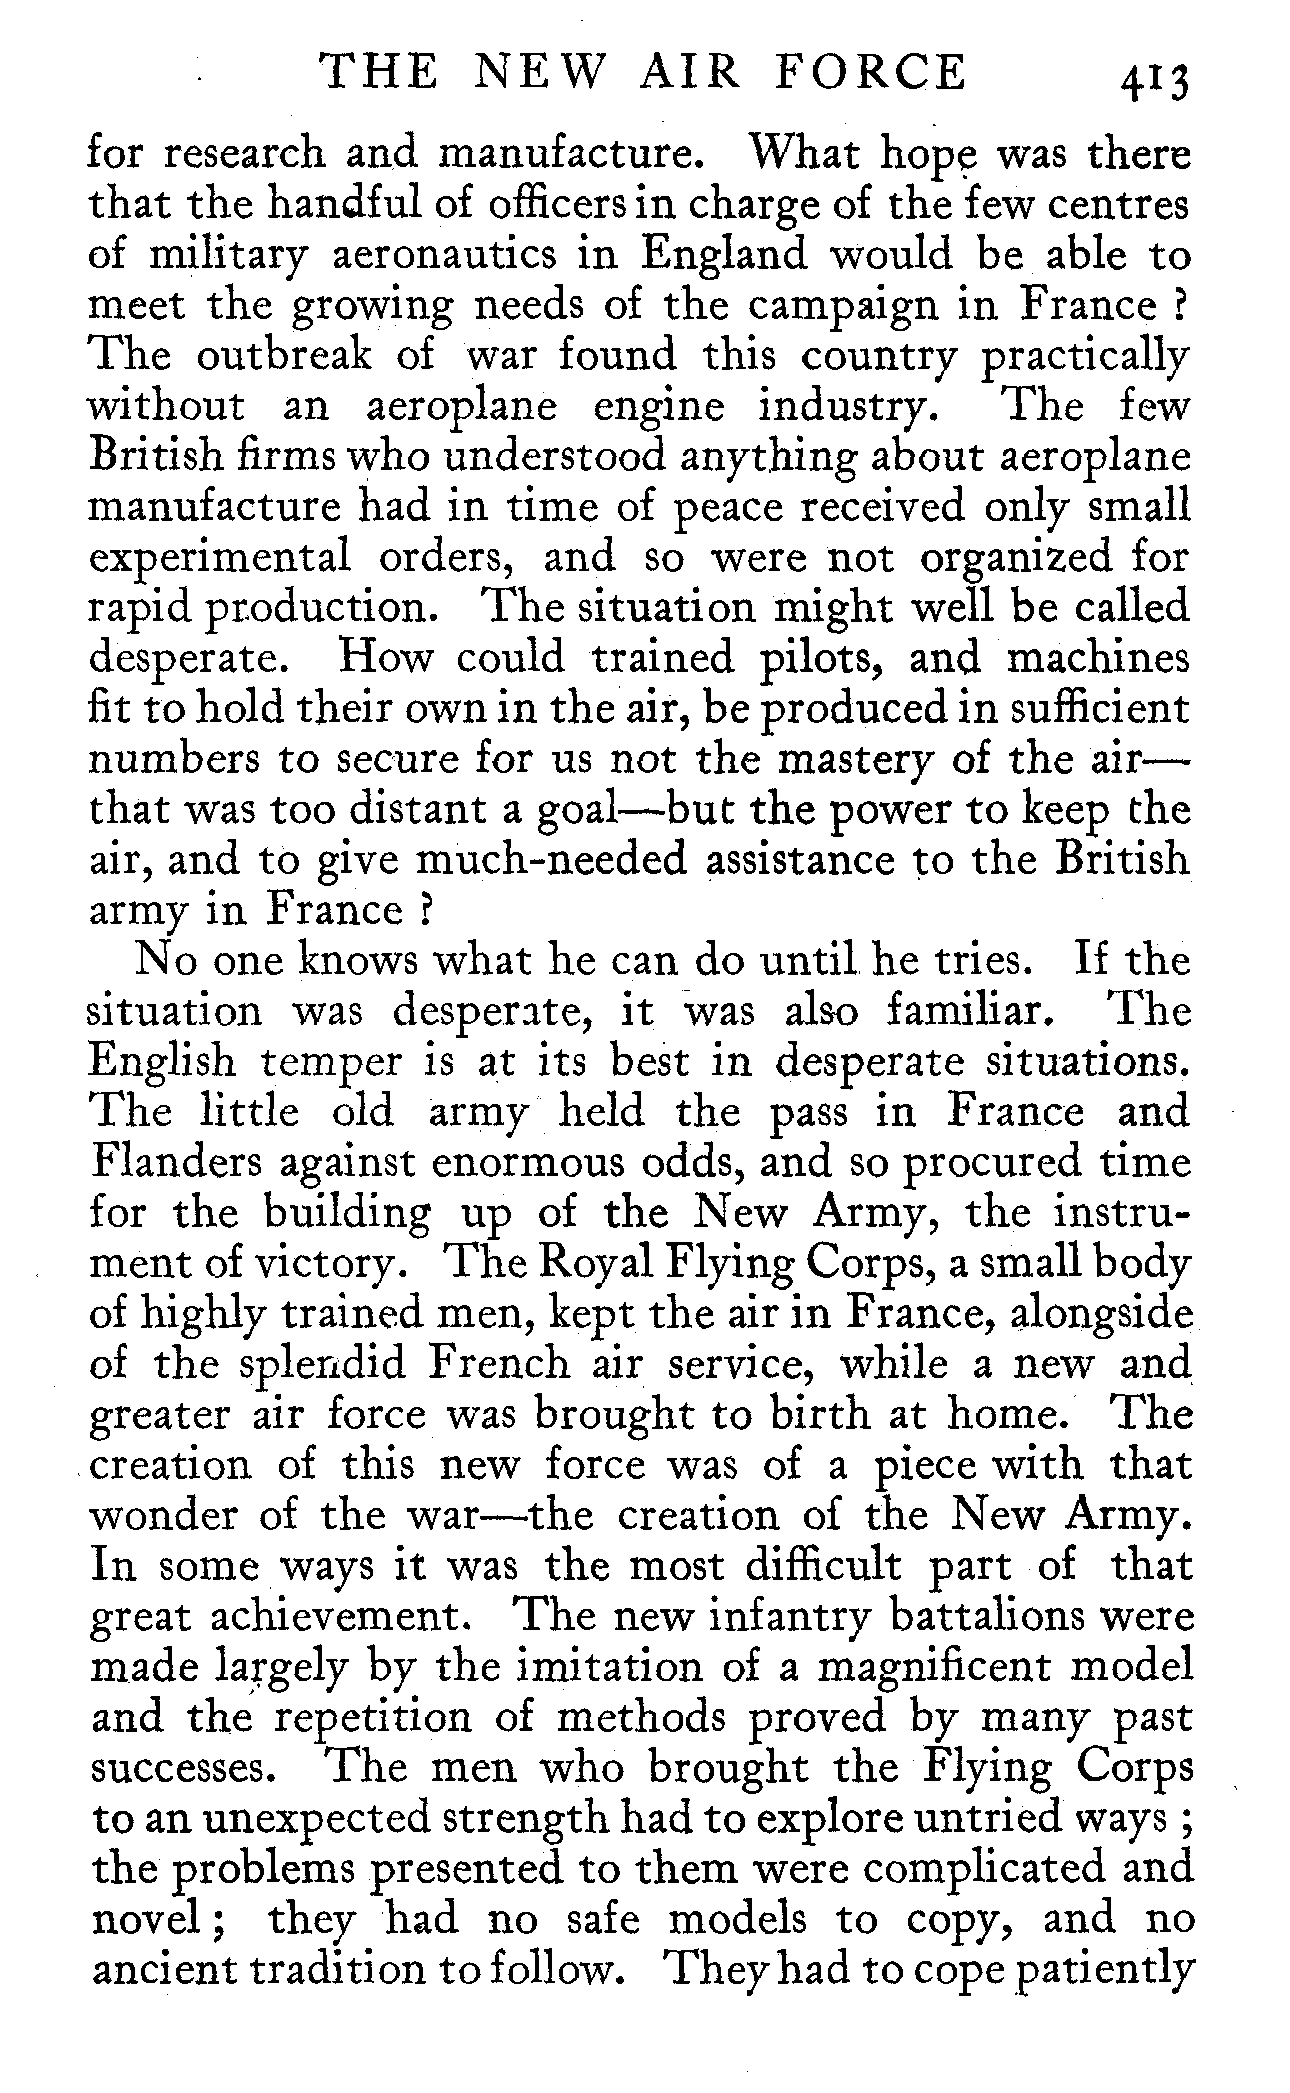 THE NEW AIR FORCE 413
for research and manufacture. What hope was there
that the handful of officers in charge of the few centres
of military aeronautics in England would be able to
meet the growing needs of the campaign in France ?
The outbreak of war found this country practically
without an aeroplane engine industry. The few
British firms who understood anything about aeroplane
manufacture had in time of peace received only small
experimental orders, and so were not organized for
rapid production. The situation might well be called
desperate. How could trained pilots, and machines
fit to hold their own in the air, be produced in sufficient
numbers to secure for us not the mastery of the air—
that was too distant a goal—but the power to keep the
air, and to give much-needed assistance to the British
army in France ?
No one knows what he can do until he tries. If the
situation was desperate, it was also familiar. The
English temper is at its best in desperate situations.
The little old army held the pass in France and
Flanders against enormous odds, and so procured time
for the building up of the New Army, the instru-
ment of victory. The Royal Flying Corps, a small body
of highly trained men, kept the air in France, alongside
of the splendid French air service, while a new and
greater air force was brought to birth at home. The
creation of this new force was of a piece with that
wonder of the war—the creation of the New Army.
In some ways it was the most difficult part of that
great achievement. The new infantry battalions were
made largely by the imitation of a magnificent model
and the repetition of methods proved by many past
successes. The men who brought the Flying Corps
to an unexpected strength had to explore untried ways ;
the problems presented to them were complicated and
novel ; they had no safe models to copy, and no
ancient tradition to follow. They had to cope patiently